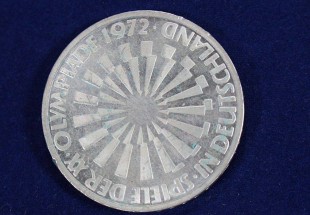 SPIELE DER XX· OLYMPIADE 1972 · IN DEUTSCHLAND